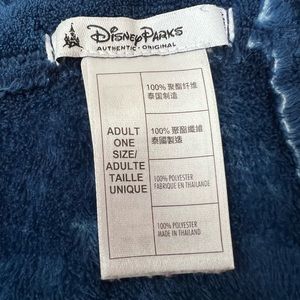 Disney PARKS
AUTHENTIC • ORIGINAL
ADULT
ONE
SIZE/
ADULTE
TAILLE
UNIQUE
100% 聚酯纤维
泰国制造
100% 聚酯纖維
泰國製造
100% POLYESTER
FABRIQUE EN THAILANDE
100% POLYESTER
MADE IN THAILAND